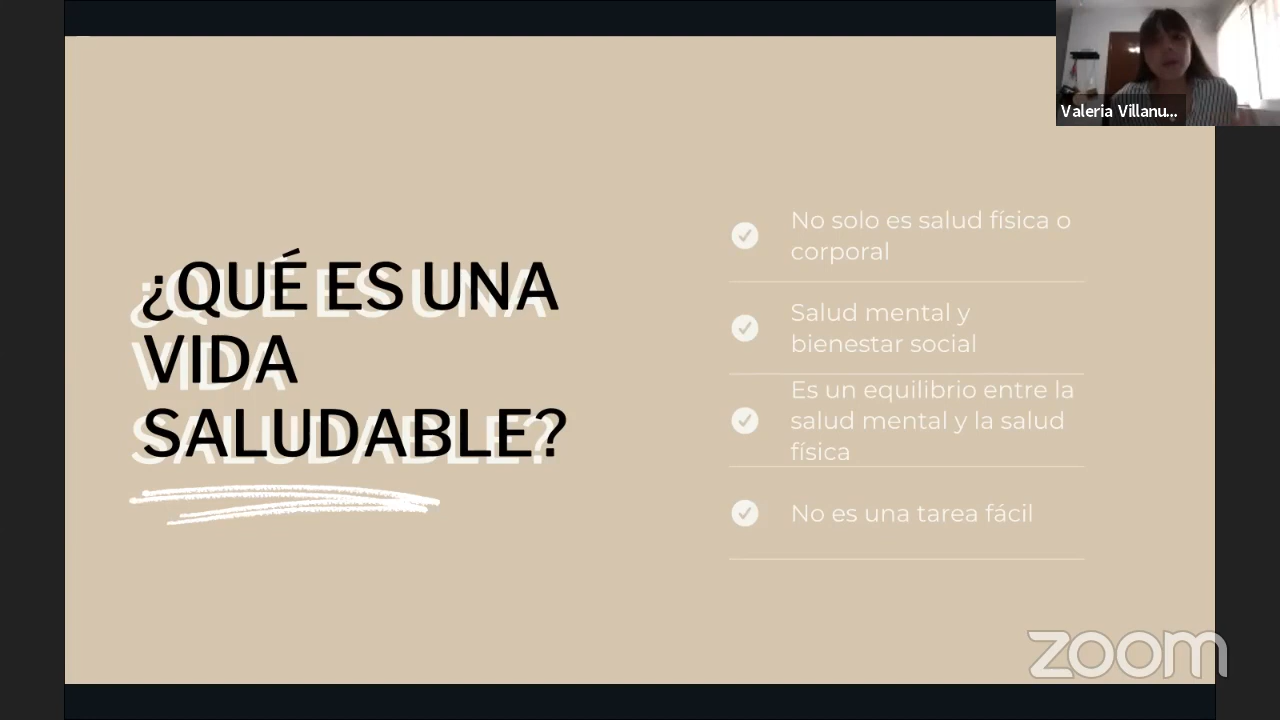 ¿QUÉ ES UNA
VIDA
SALUDABLE?
No solo es salud física o
corporal
Salud mental y
bienestar social
Es un equilibrio entre la
salud mental y la salud
física
No es una tarea fácil
Valeria Villanu...
zoom